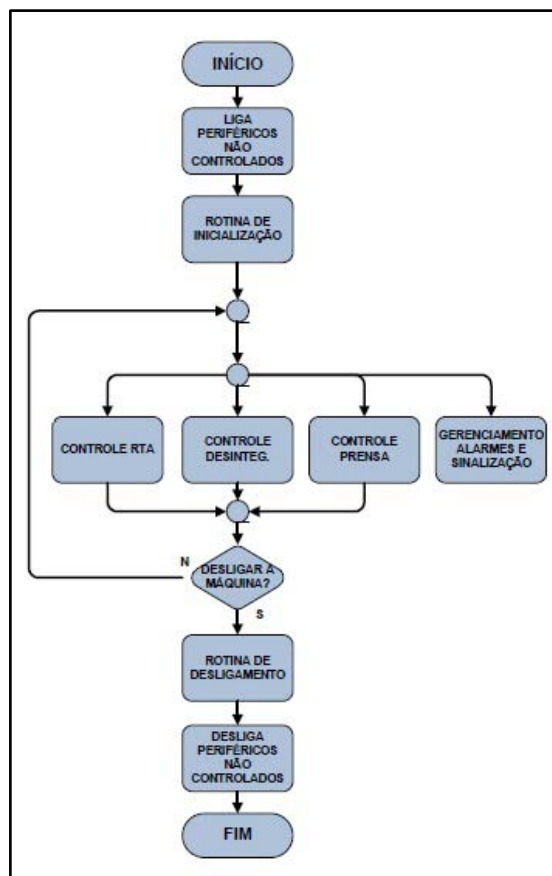 INÍCIO
LIGA
PERIFÉRICOS
NÃO
CONTROLADOS
ROTINA DE
INICIALIZAÇÃO
CONTROLE RTA
CONTROLE
DESINTEG.
CONTROLE
PRENSA
GERENCIAMENTO
ALARMES E
SINALIZAÇÃO
N
DESLIGAR A
MÁQUINA?
S
ROTINA DE
DESLIGAMENTO
DESLIGA
PERIFÉRICOS
NÃO
CONTROLADOS
FIM